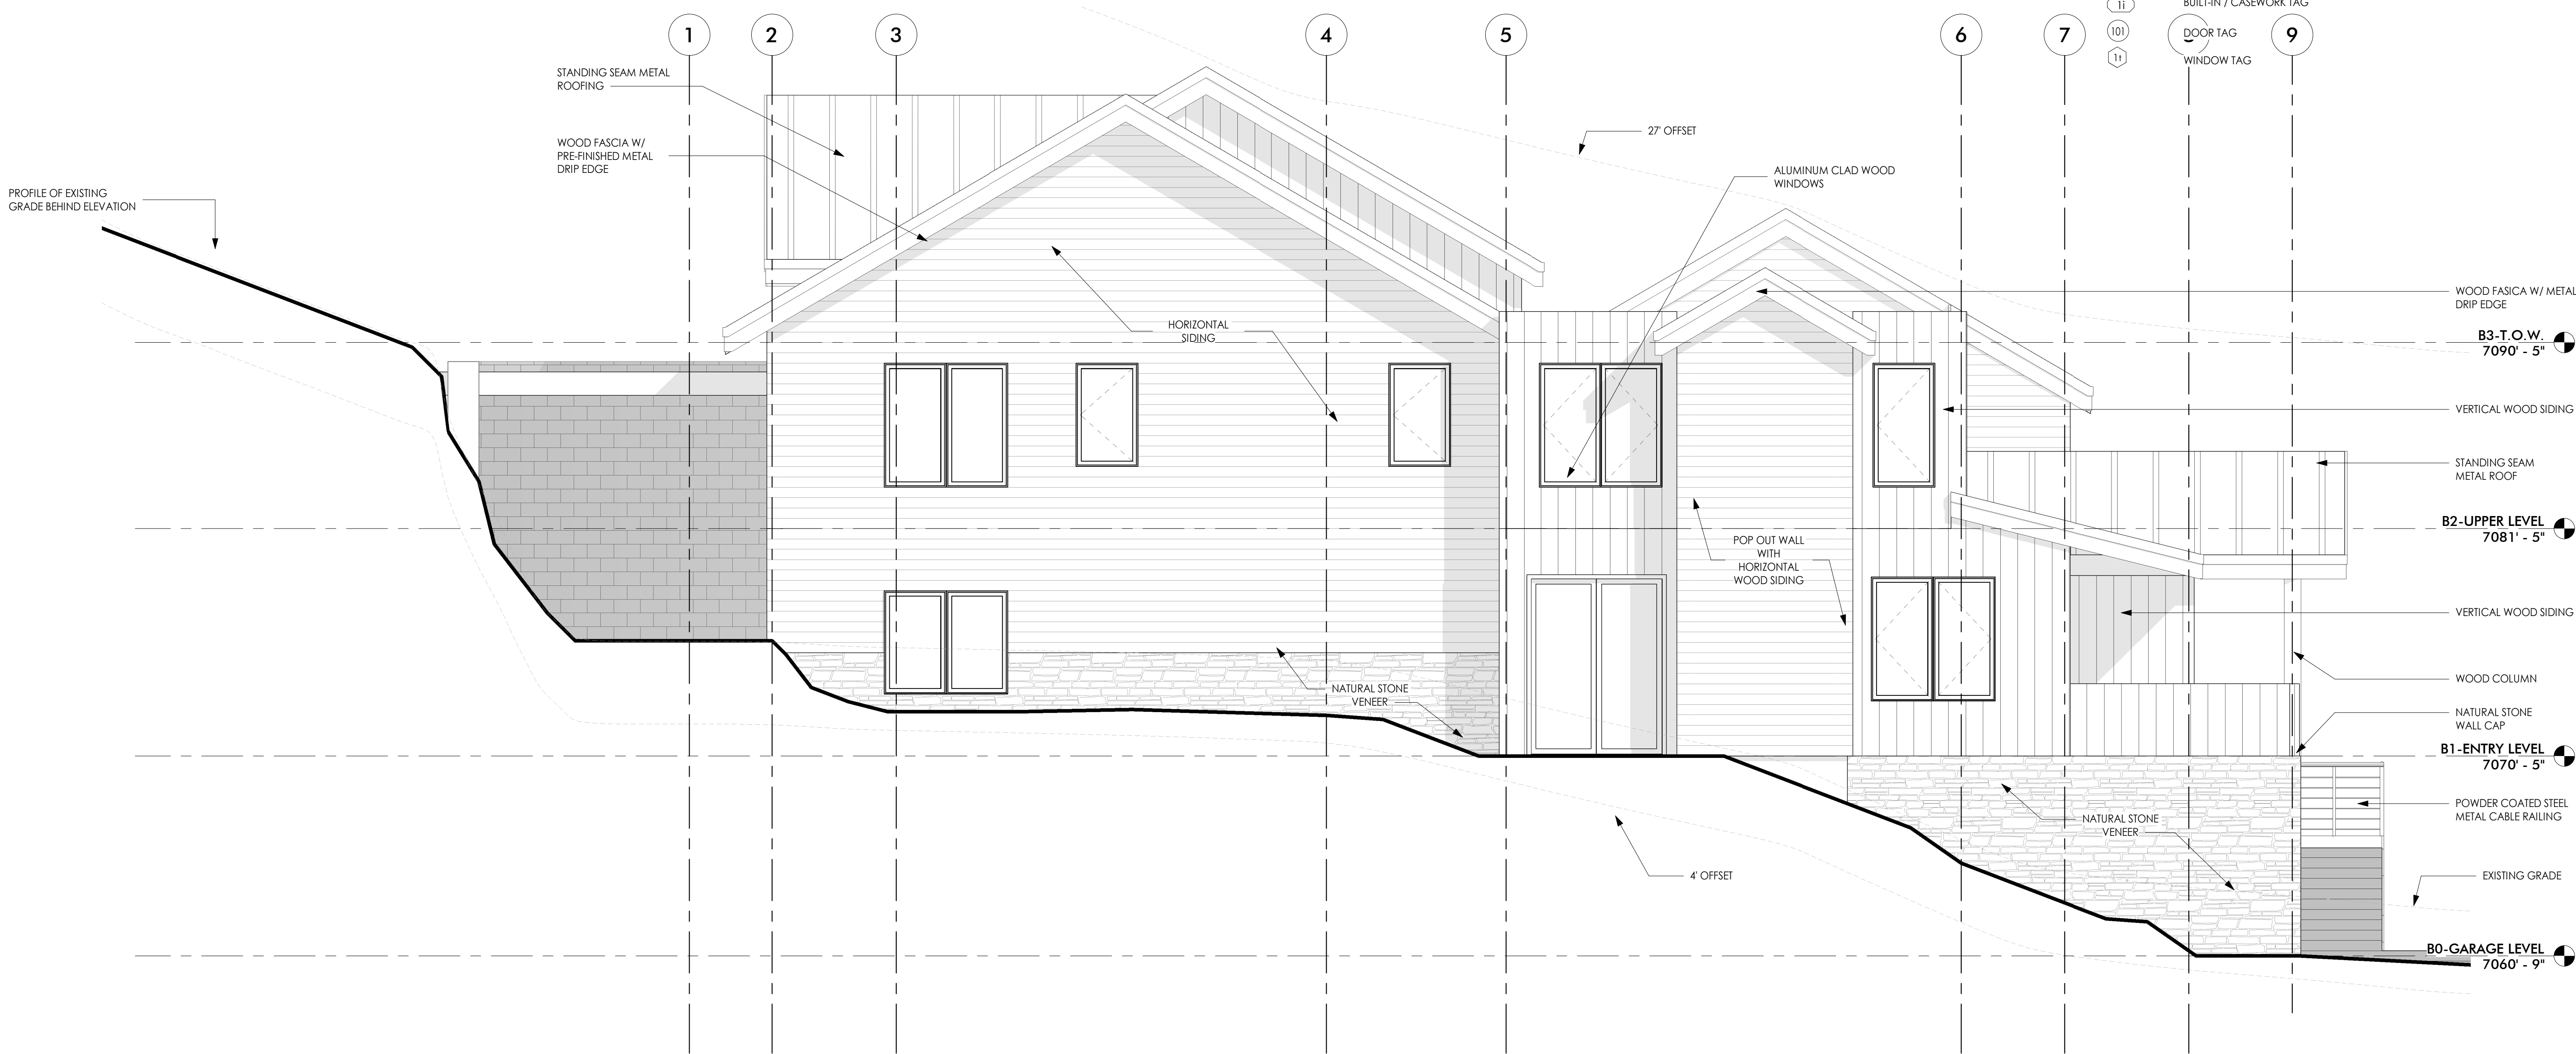 1i
BUILT-IN / CASEWORK TAG
1
2
3
4
5
6
7
101
DOOR TAG
9
1t
WINDOW TAG
STANDING SEAM METAL
ROOFING
27' OFFSET
WOOD FASCIA W/
PRE-FINISHED METAL
DRIP EDGE
ALUMINUM CLAD WOOD
WINDOWS
PROFILE OF EXISTING
GRADE BEHIND ELEVATION
WOOD FASICA W/ METAL
DRIP EDGE
HORIZONTAL
SIDING
B3-T.O.W.
7090' - 5"
VERTICAL WOOD SIDING
STANDING SEAM
METAL ROOF
B2-UPPER LEVEL
7081' - 5"
POP OUT WALL
WITH
HORIZONTAL
WOOD SIDING
VERTICAL WOOD SIDING
WOOD COLUMN
NATURAL STONE
VENEER
NATURAL STONE
WALL CAP
B1-ENTRY LEVEL
7070' - 5"
POWDER COATED STEEL
METAL CABLE RAILING
NATURAL STONE
VENEER
4' OFFSET
EXISTING GRADE
B0-GARAGE LEVEL
7060' - 9"